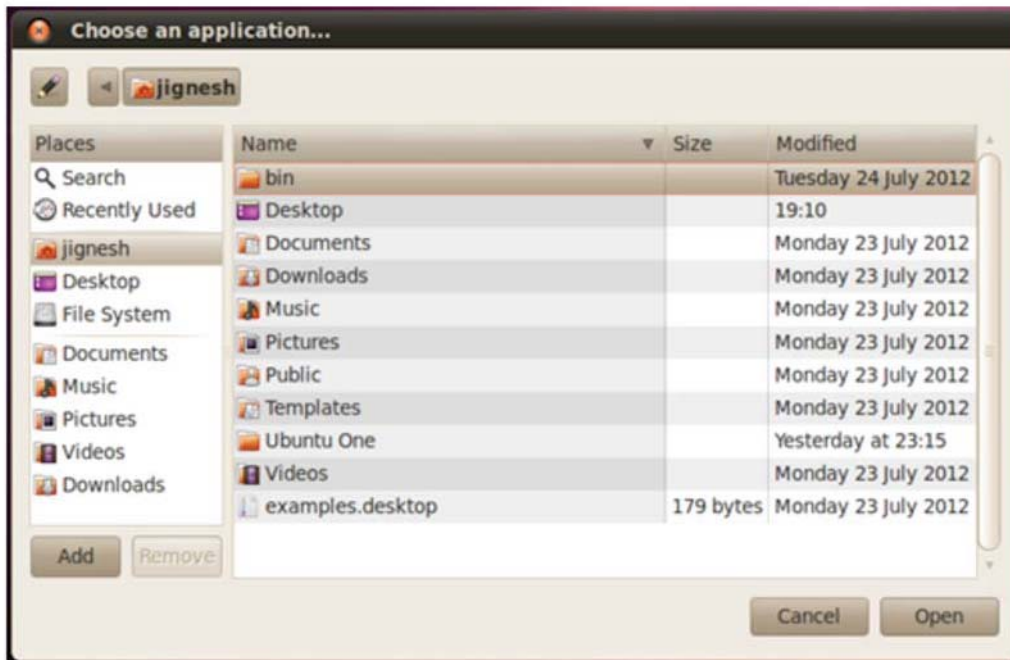 Choose an application...
jignesh
Places
Search
Recently Used
jignesh
Desktop
File System
Documents
Music
Pictures
Videos
Downloads
Add Remove
Name Size Modified
bin Tuesday 24 July 2012
Desktop 19:10
Documents Monday 23 July 2012
Downloads Monday 23 July 2012
Music Monday 23 July 2012
Pictures Monday 23 July 2012
Public Monday 23 July 2012
Templates Monday 23 July 2012
Ubuntu One Yesterday at 23:15
Videos Monday 23 July 2012
examples.desktop 179 bytes Monday 23 July 2012
Cancel Open